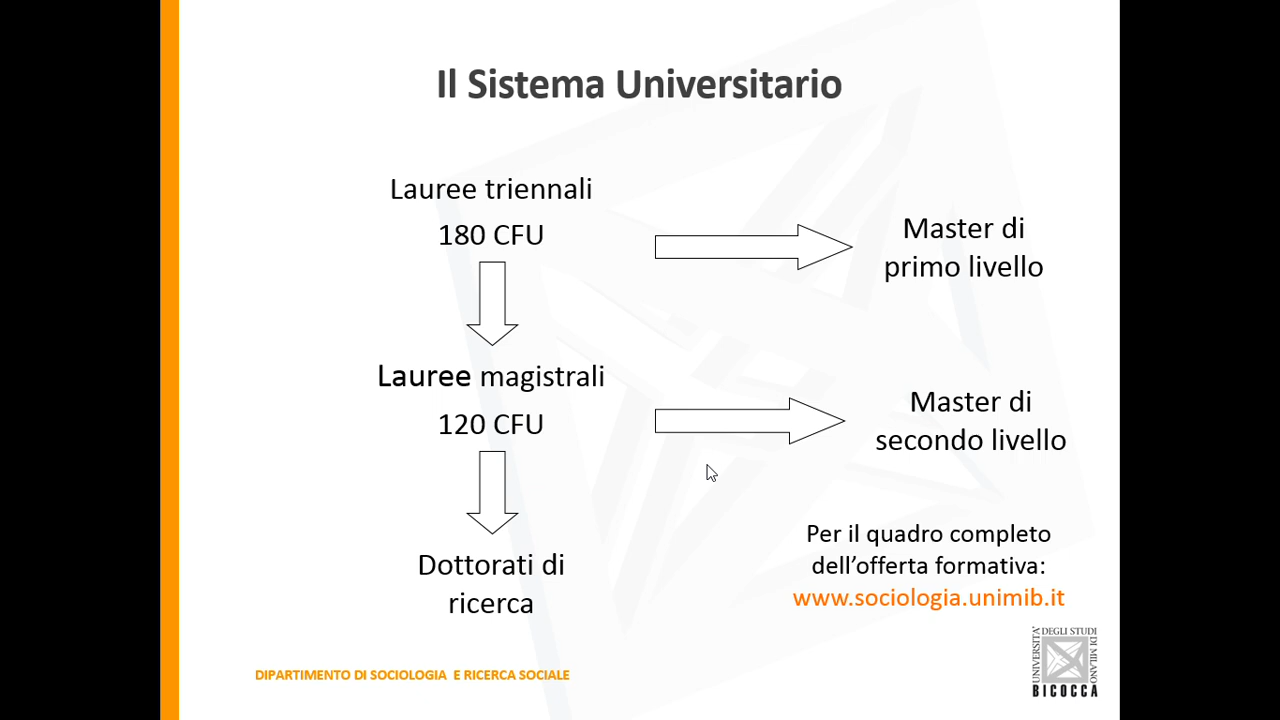 Il Sistema Universitario
Lauree triennali
180 CFU
Master di
primo livello
Lauree magistrali
120 CFU
Master di
secondo livello
Dottorati di
ricerca
Per il quadro completo
dell’offerta formativa:
www.sociologia.unimib.it
DIPARTIMENTO DI SOCIOLOGIA E RICERCA SOCIALE
UNIVERSITA'
DEGLI STUDI
DI MILANO
BICOCCA